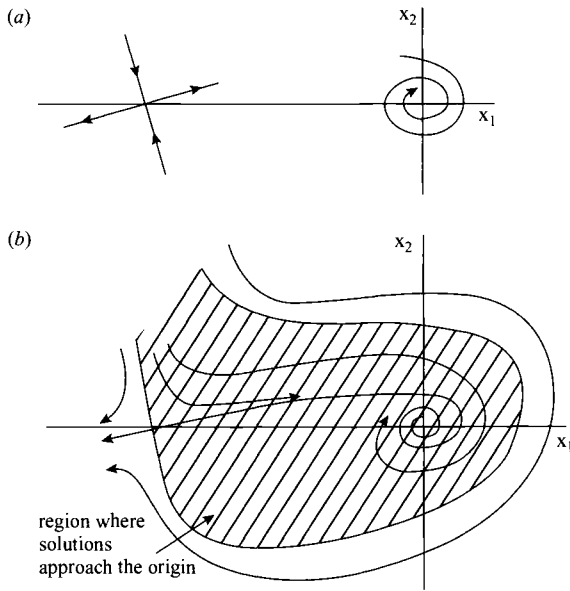 (a)
x2
x1
(b)
x2
x1
region where
solutions
approach the origin